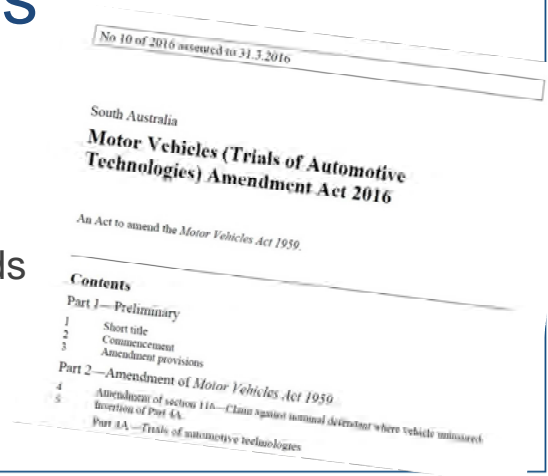 s
No 10 of 2016 assented to 31.3.2016
South Australia
Motor Vehicles (Trials of Automotive
Technologies) Amendment Act 2016
An Act to amend the Motor Vehicles Act 1959.
ds
Contents
Part 1—Preliminary
1 Short title
2 Commencement
3 Amendment provisions
Part 2—Amendment of Motor Vehicles Act 1959
4 Amendment of section 116—Claim against nominal defendant where vehicle uninsured
5 Insertion of Part 4A
Part 4A—Trials of automotive technologies